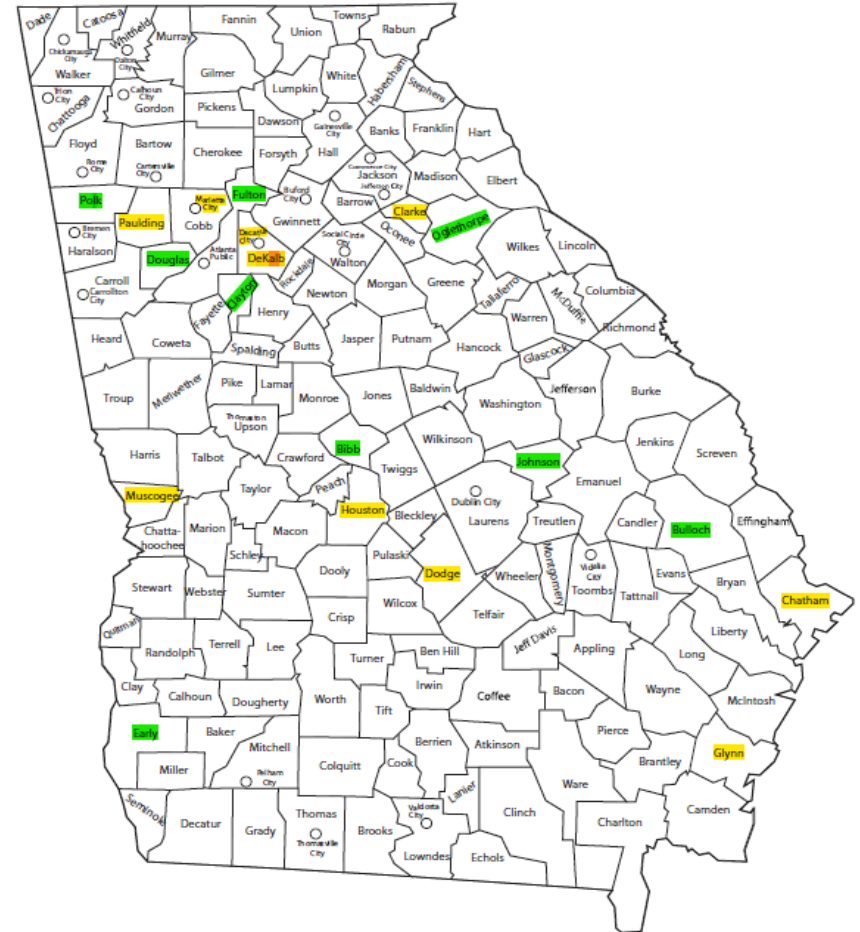 Dade
Catoosa
Whitfield
Murray
Fannin
Union
Towns
Rabun
Chickamauga
City
Dalton
City
Walker
Gilmer
Lumpkin
White
Habersham
Stephens
Trion
City
Chattooga
Calhoun
City
Gordon
Pickens
Dawson
Gainesville
City
Banks
Franklin
Hart
Floyd
Bartow
Cherokee
Forsyth
Hall
Commerce City
Jackson
Jefferson City
Madison
Elbert
Rome
City
Cartersville
City
Polk
Paulding
Marietta
City
Cobb
Fulton
Buford
City
Gwinnett
Barrow
Clarke
Oconee
Oglethorpe
Wilkes
Lincoln
Bremen
City
Haralson
Douglas
Atlanta
Public
Decatur
City
DeKalb
Rockdale
Social Circle
City
Walton
Morgan
Greene
Taliaferro
McDuffie
Columbia
Carroll
Carrollton
City
Fayette
Clayton
Henry
Newton
Warren
Richmond
Heard
Coweta
Spalding
Butts
Jasper
Putnam
Hancock
Glascock
Troup
Meriwether
Pike
Lamar
Monroe
Jones
Baldwin
Washington
Jefferson
Burke
Thomaston
Upson
Harris
Talbot
Crawford
Bibb
Twiggs
Wilkinson
Johnson
Emanuel
Jenkins
Screven
Muscogee
Taylor
Peach
Houston
Bleckley
Dublin City
Laurens
Treutlen
Candler
Bulloch
Effingham
Chatta-
hoochee
Marion
Schley
Macon
Dooly
Pulaski
Dodge
Wheeler
Montgomery
Vidalia
City
Toombs
Tattnall
Evans
Bryan
Chatham
Stewart
Webster
Sumter
Crisp
Wilcox
Telfair
Quitman
Randolph
Terrell
Lee
Turner
Ben Hill
Jeff Davis
Appling
Long
Liberty
Clay
Calhoun
Dougherty
Worth
Tift
Irwin
Coffee
Bacon
Wayne
McIntosh
Early
Baker
Mitchell
Miller
Pelham
City
Colquitt
Cook
Berrien
Atkinson
Pierce
Brantley
Glynn
Ware
Seminole
Decatur
Grady
Thomas
Thomasville
City
Brooks
Valdosta
City
Lowndes
Lanier
Echols
Clinch
Charlton
Camden